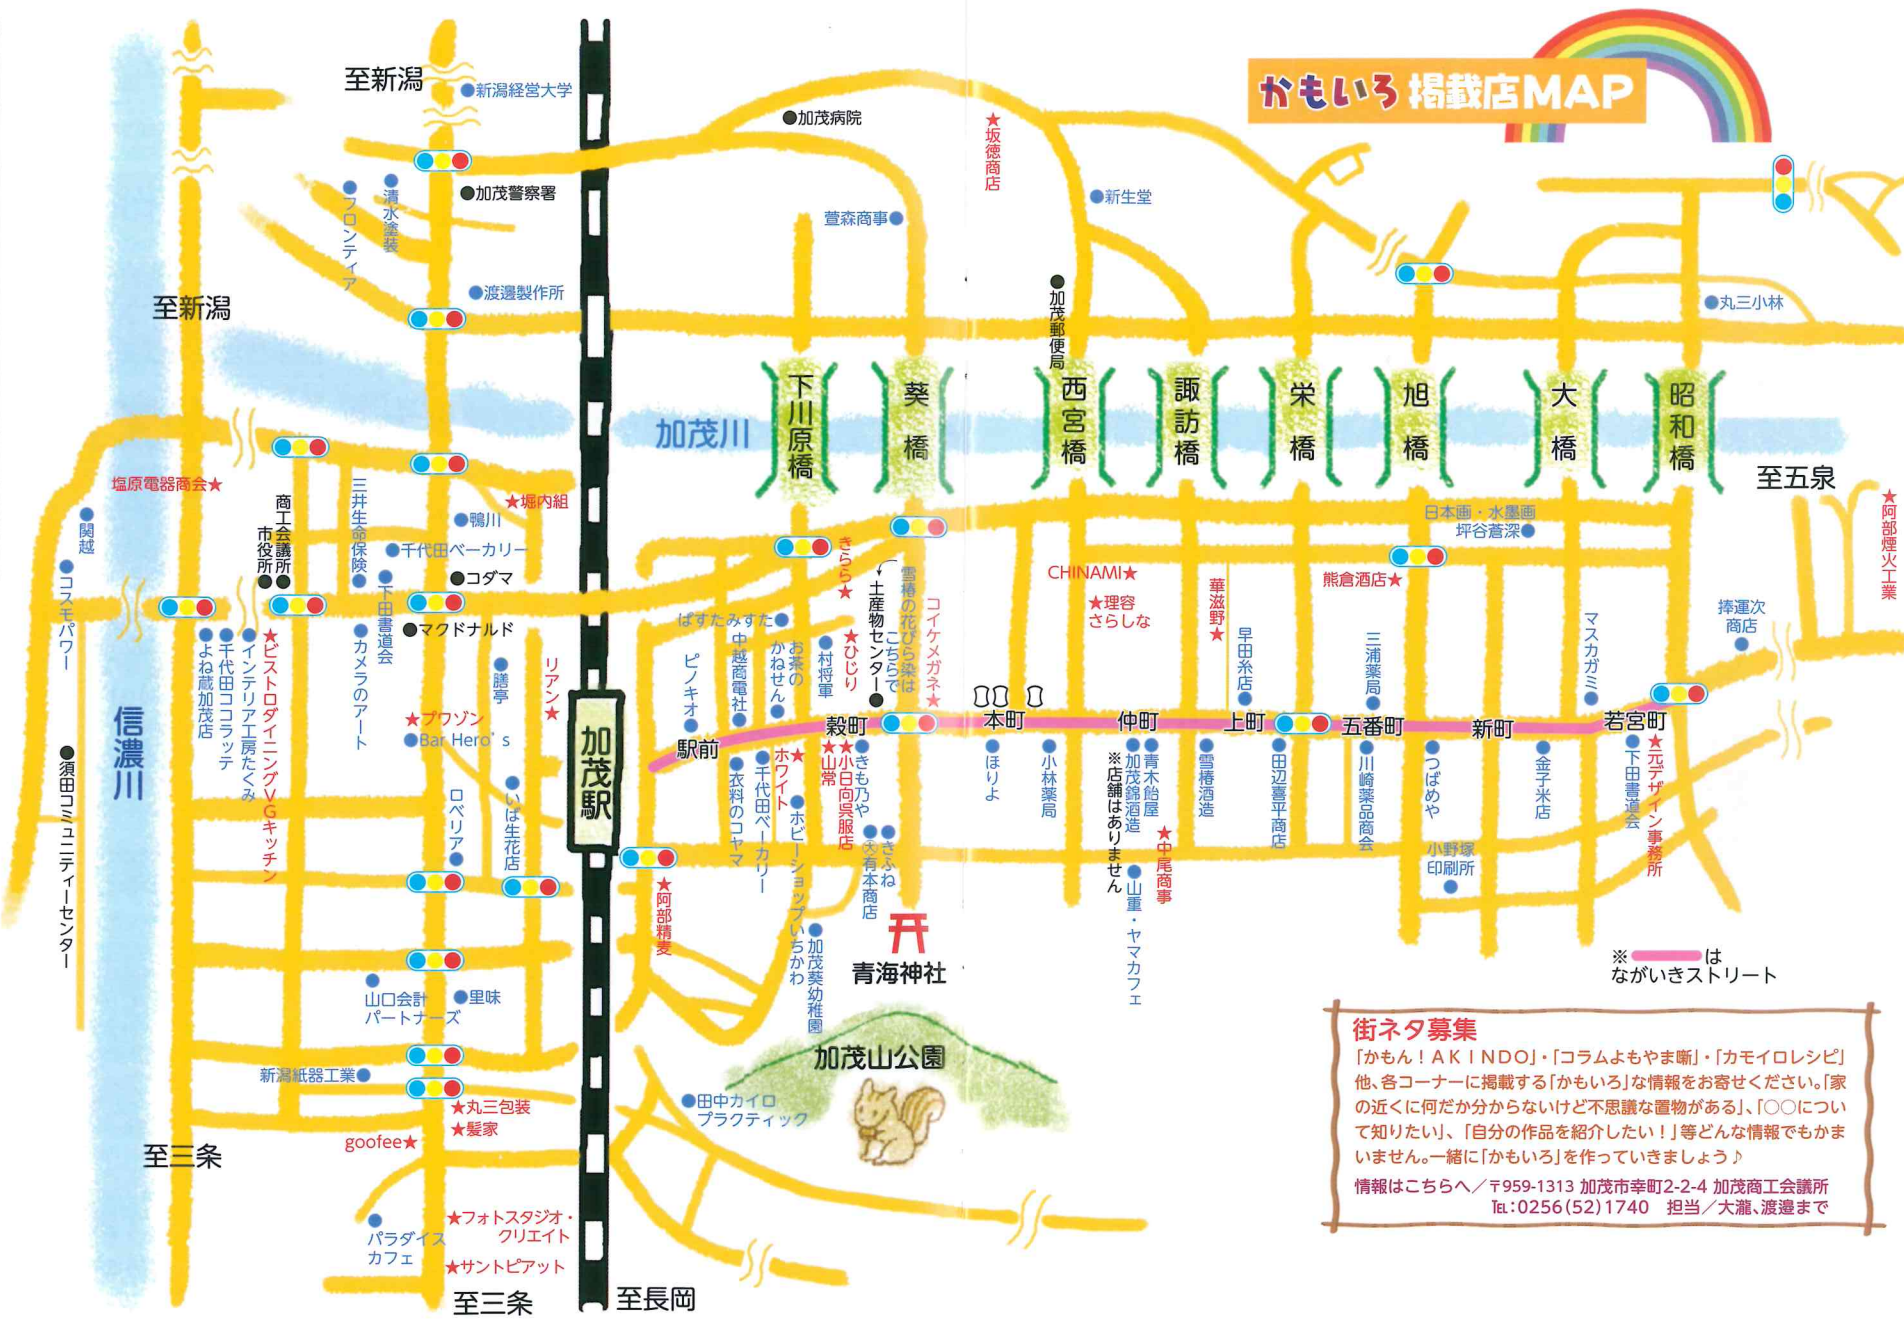 かもいろ 掲載店MAP
至新潟
新潟経営大学
加茂病院
★坂徳商店
加茂警察署
清水塗装
フロンティア
萱森商事
新生堂
渡邊製作所
至新潟
加茂郵便局
丸三小林
加茂川
下川原橋
葵橋
西宮橋
諏訪橋
栄橋
旭橋
大橋
昭和橋
至五泉
塩原電器商会★
関越
コスモパワー
商工会議所
市役所
三井生命保険
★堀内組
鴨川
千代田ベーカリー
コダマ
下田書道会
マクドナルド
カメラのアート
よね蔵加茂店
千代田ココラッテ
インテリア工房たくみ
★ビストロダイニングVGキッチン
膳亭
リアン★
★プワゾン
Bar Hero's
ロベリア
いば生花店
信濃川
須田コミュニティーセンター
加茂駅
きらら★
ぱすたみすた
ピノキオ
中越商電社
お茶の
かねせん
村将軍
★ひじり
土産物センター
雪椿の花びら染は
こちらで
コイケメガネ★
CHINAMI★
★理容
さらしな
華滋野★
早田糸店
熊倉酒店★
三浦薬局
日本画・水墨画
坪谷蒼深
マスカガミ
捧運次
商店
★阿部煙火工業
駅前
穀町
本町
仲町
上町
五番町
新町
若宮町
衣料のコヤマ
千代田ベーカリー
ホワイト★
ホビーショップいちかわ
★山常
★小日向呉服店
きも乃や
㊅有本商店
きふね
ほりよ
小林薬局
加茂錦酒造
※店舗はありません
青木飴屋
★中尾商事
山重・ヤマカフェ
雪椿酒造
田辺喜平商店
川崎薬品商会
つばめや
小野塚
印刷所
金子米店
下田書道会
★元デザイン事務所
★阿部精麦
加茂葵幼稚園
青海神社
加茂山公園
田中カイロ
プラクティック
山口会計
パートナーズ
里味
新潟紙器工業
★丸三包装
★髪家
goofee★
至三条
パラダイス
カフェ
★フォトスタジオ・
クリエイト
★サントピアット
至三条
至長岡
※ は
ながいきストリート
街ネタ募集
「かもん！ＡＫＩＮＤＯ」・「コラムよもやま噺」・「カモイロレシピ」
他、各コーナーに掲載する「かもいろ」な情報をお寄せください。「家
の近くに何だか分からないけど不思議な置物がある」、「○○につい
て知りたい」、「自分の作品を紹介したい！」等どんな情報でもかま
いません。一緒に「かもいろ」を作っていきましょう♪
情報はこちらへ／〒959-1313 加茂市幸町2-2-4 加茂商工会議所
℡：0256(52)1740　担当／大瀧、渡邉まで